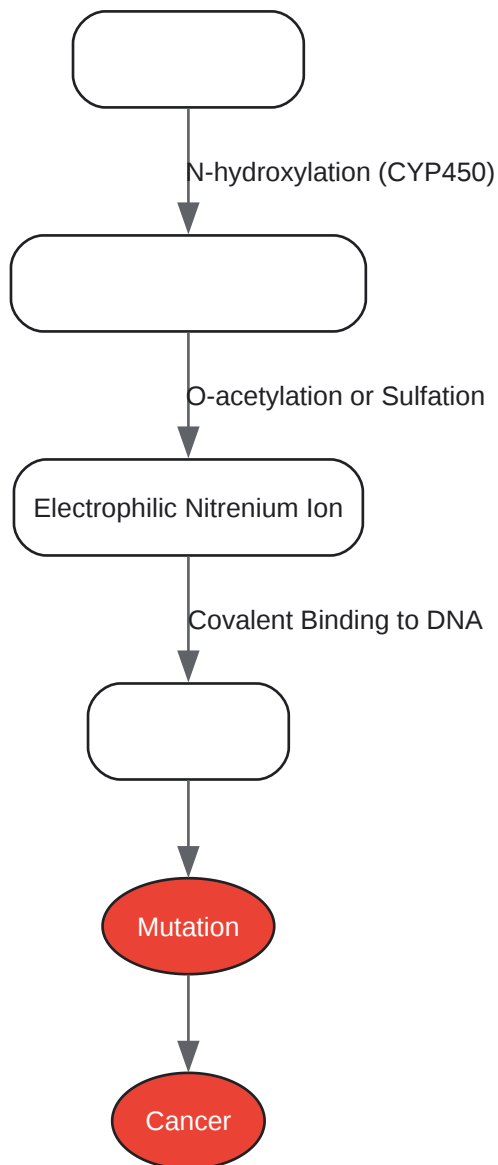 N-hydroxylation (CYP450)
O-acetylation or Sulfation
Electrophilic Nitrenium Ion
Covalent Binding to DNA
Mutation
Cancer